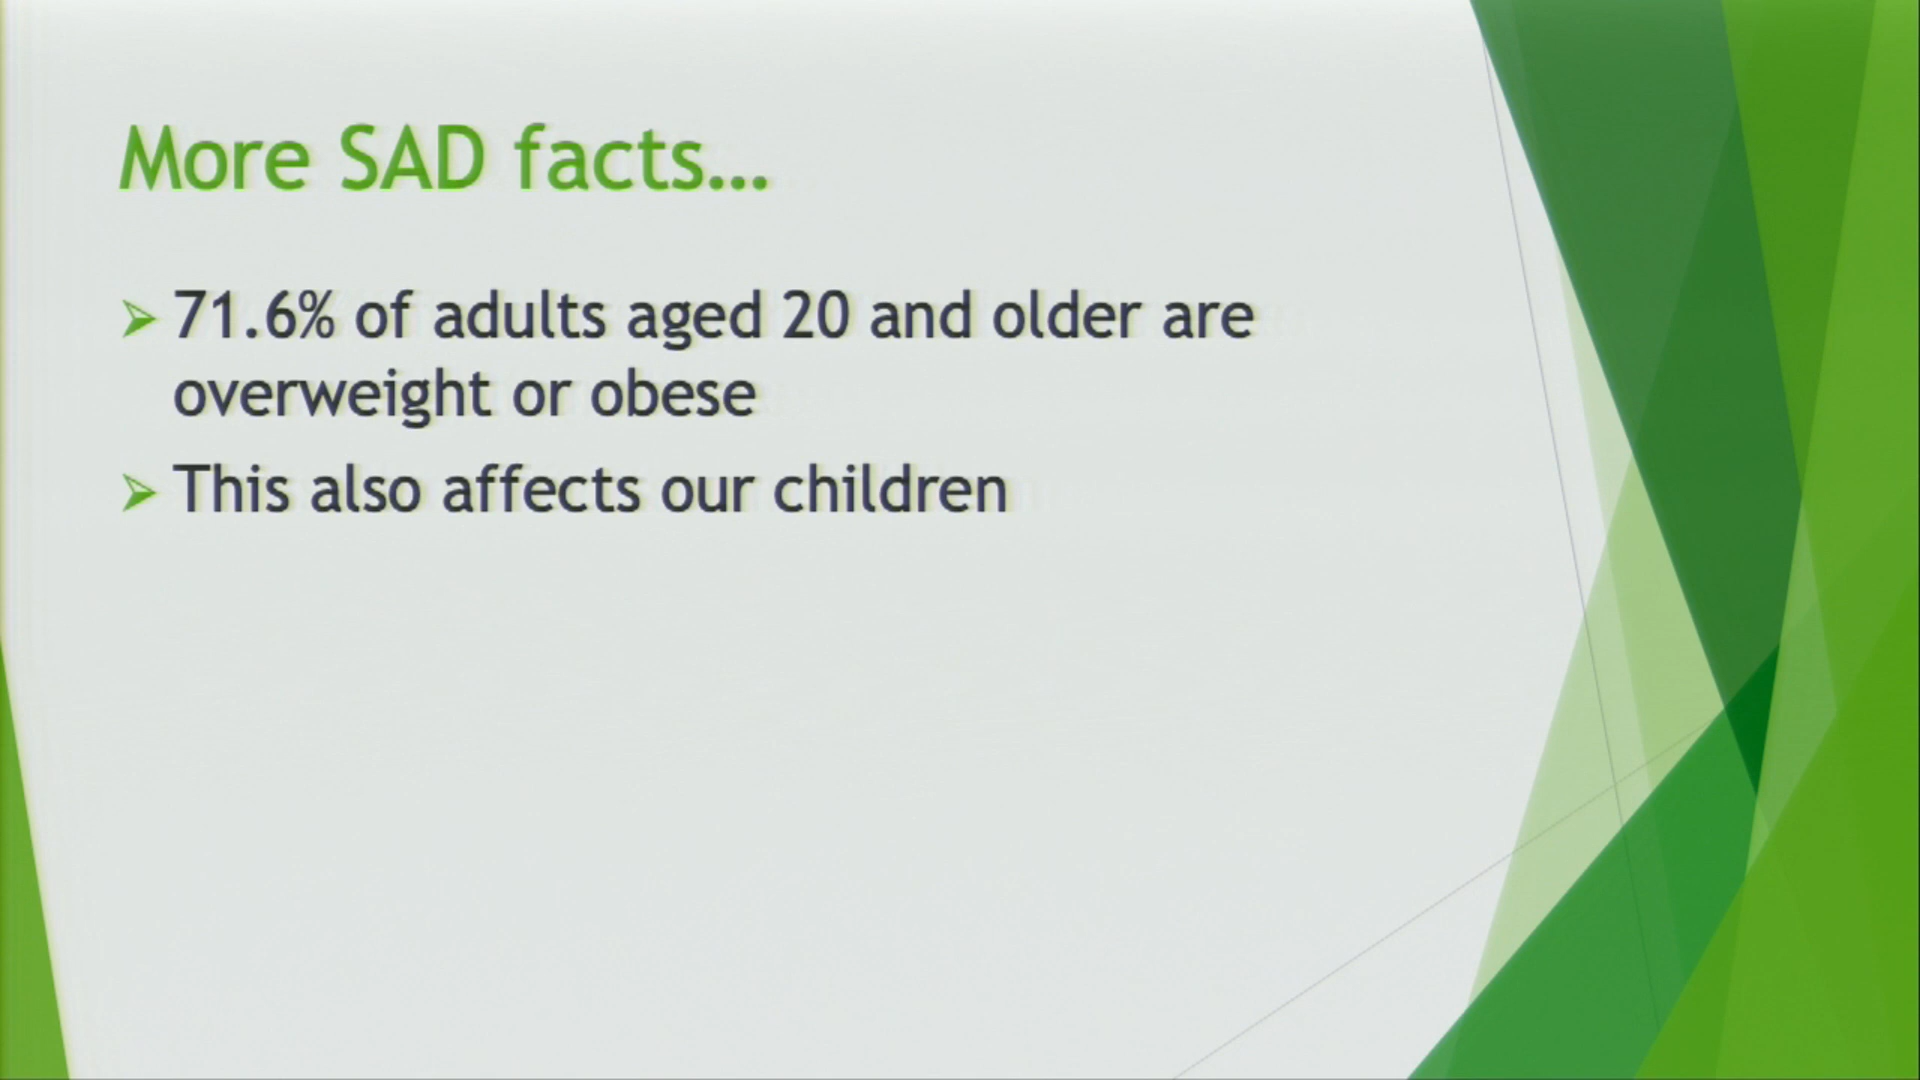 More SAD facts...
71.6% of adults aged 20 and older are
overweight or obese
This also affects our children